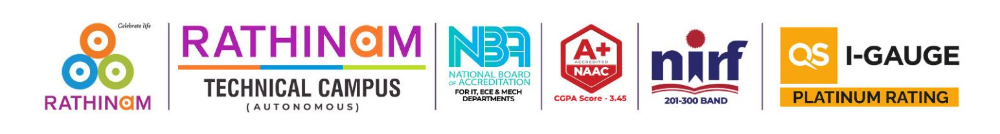 Celebrate life
RATHINAM
RATHINAM
TECHNICAL CAMPUS
(AUTONOMOUS)
NBA
NATIONAL BOARD
OF ACCREDITATION
FOR IT, ECE & MECH
DEPARTMENTS
A+
ACCREDITED
NAAC
CGPA Score - 3.45
nirf
201-300 BAND
QS I-GAUGE
PLATINUM RATING